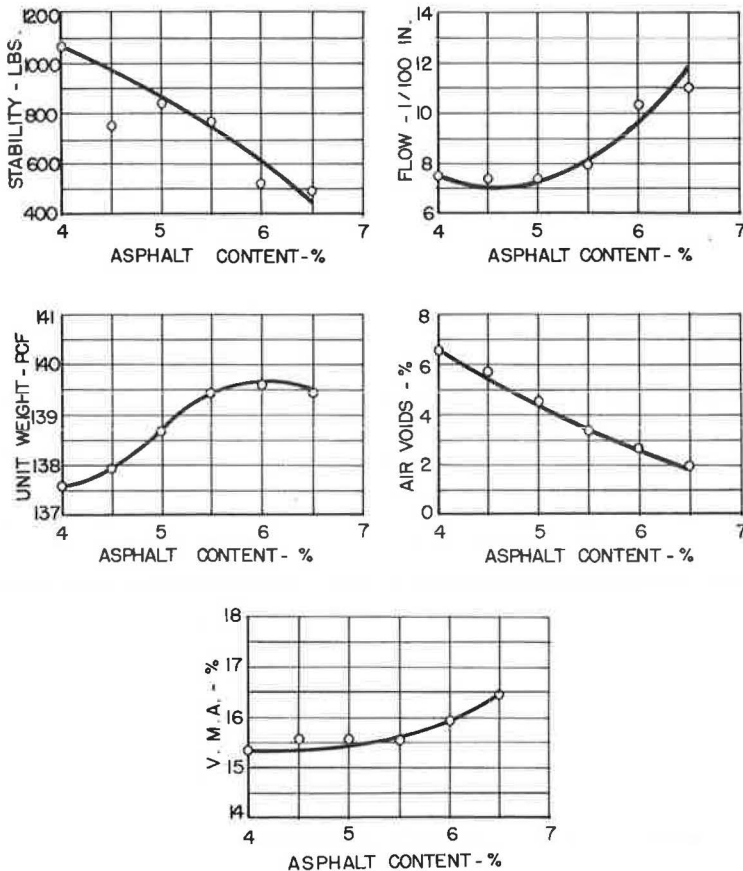 STABILITY - LBS.
1200
1000
800
600
400
4 5 6 7
ASPHALT CONTENT - %
FLOW - 1/100 IN.
14
12
10
8
6
4 5 6 7
ASPHALT CONTENT - %
UNIT WEIGHT - PCF
141
140
139
138
137
4 5 6 7
ASPHALT CONTENT - %
AIR VOIDS - %
8
6
4
2
0
4 5 6 7
ASPHALT CONTENT - %
V. M. A. - %
18
17
16
15
14
4 5 6 7
ASPHALT CONTENT - %